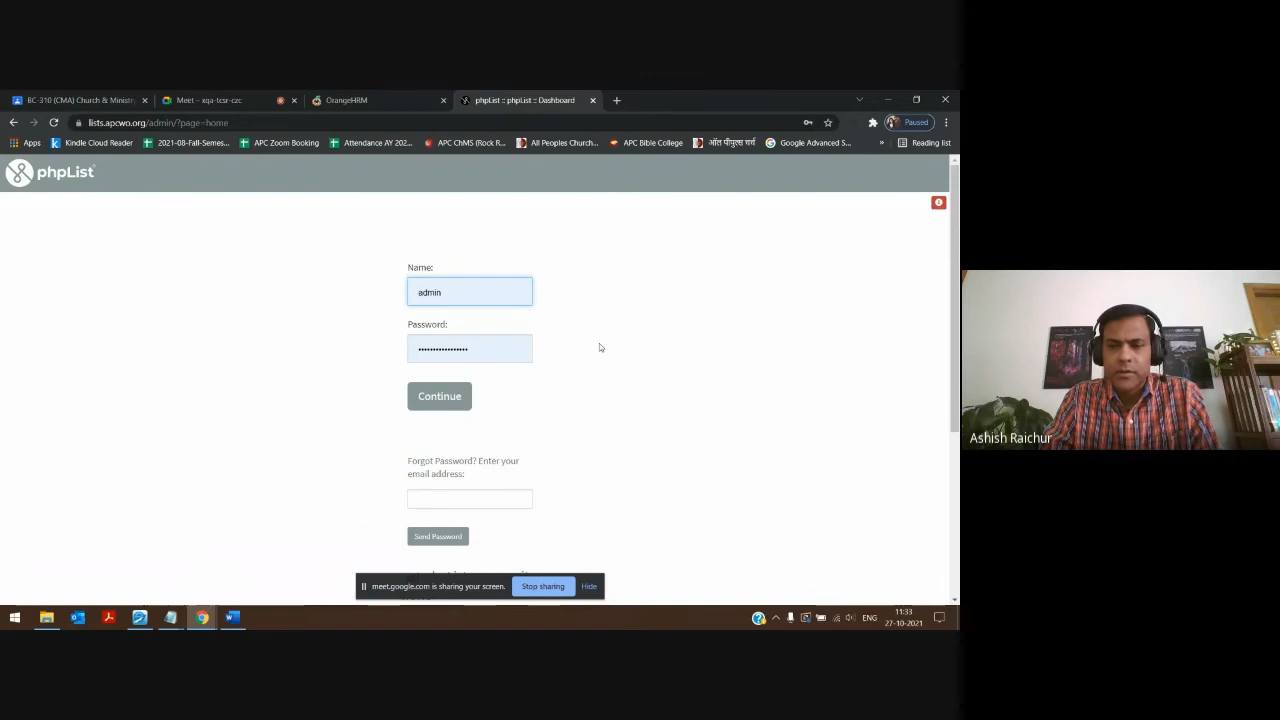 BC-310 (CMA) Church & Ministry
Meet – xqa-tcsr-czc
OrangeHRM
phpList :: phpList :: Dashboard
lists.apcwo.org/admin/?page=home
Paused
Apps
Kindle Cloud Reader
2021-08-Fall-Semes...
APC Zoom Booking
Attendance AY 202...
APC ChMS (Rock R...
All Peoples Church...
APC Bible College
ऑल पीपुल्स चर्च
Google Advanced S...
»
Reading list
phpList
Name:
admin
Password:
•••••••••••••••••
Continue
Forgot Password? Enter your
email address:
Send Password
meet.google.com is sharing your screen.
Stop sharing
Hide
Ashish Raichur
ENG
11:33
27-10-2021